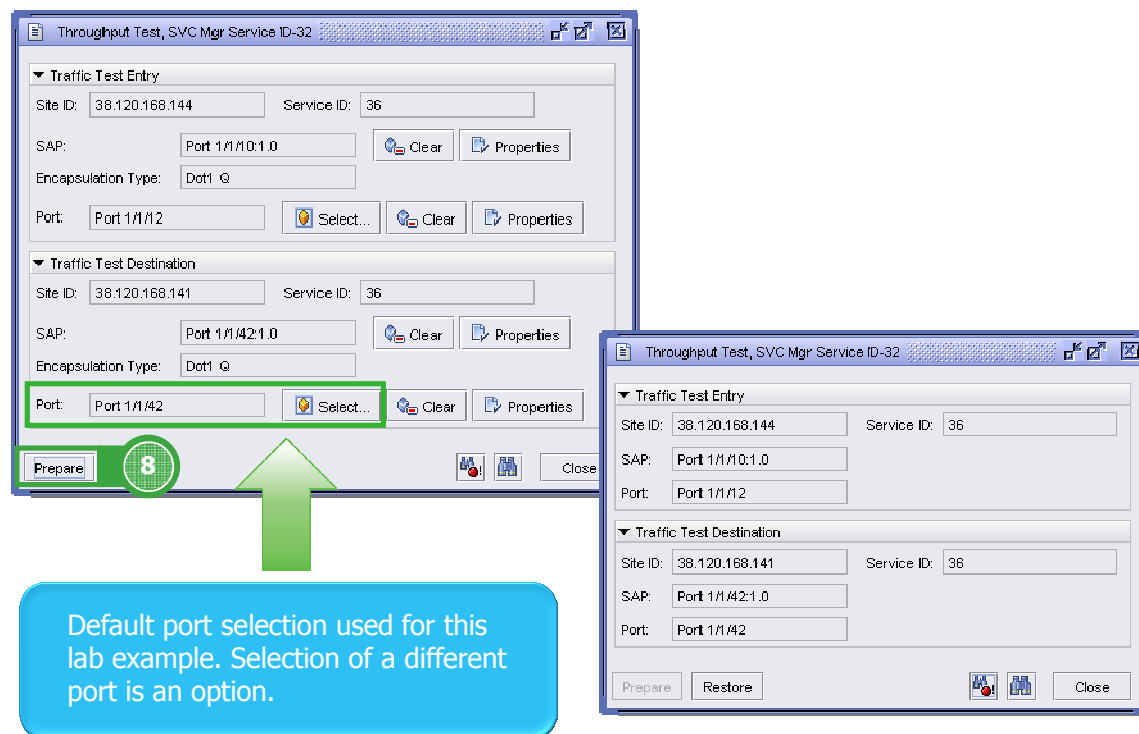 Throughput Test, SVC Mgr Service ID-32
Traffic Test Entry
Site ID: 38.120.168.144 Service ID: 36
SAP: Port 1/1/10:1.0 Clear Properties
Encapsulation Type: Dot1 Q
Port: Port 1/1/12 Select... Clear Properties
Traffic Test Destination
Site ID: 38.120.168.141 Service ID: 36
SAP: Port 1/1/42:1.0 Clear Properties
Encapsulation Type: Dot1 Q
Port: Port 1/1/42 Select... Clear Properties
Prepare 8 Close
Default port selection used for this
lab example. Selection of a different
port is an option.
Throughput Test, SVC Mgr Service ID-32
Traffic Test Entry
Site ID: 38.120.168.144 Service ID: 36
SAP: Port 1/1/10:1.0
Port: Port 1/1/12
Traffic Test Destination
Site ID: 38.120.168.141 Service ID: 36
SAP: Port 1/1/42:1.0
Port: Port 1/1/42
Prepare Restore Close